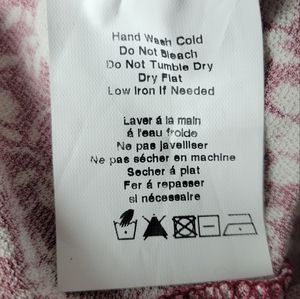 Hand Wash Cold
Do Not Bleach
Do Not Tumble Dry
Dry Flat
Low Iron If Needed
Laver á la main
á l'eau froide
Ne pas javelliser
Ne pas sécher en machine
Secher á plat
Fer á repasser
si nécessaire